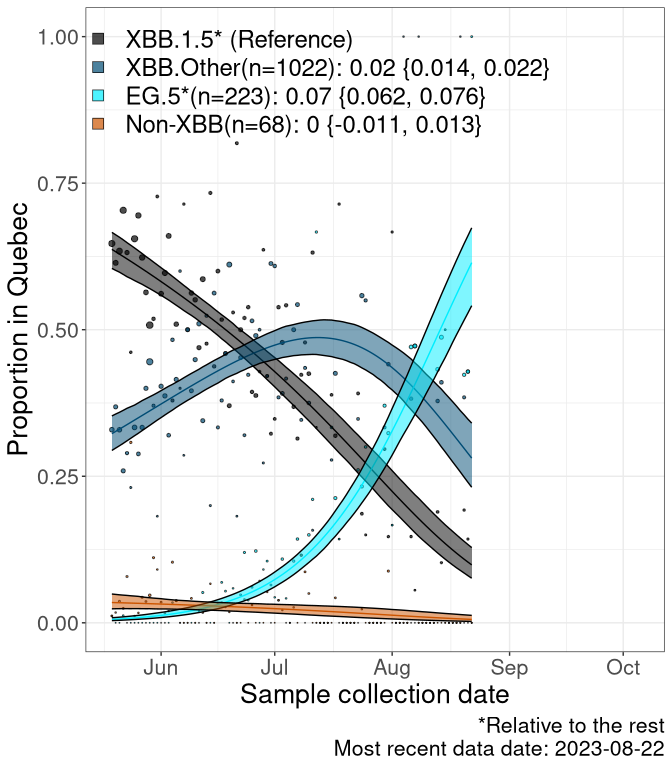 1.00
0.75
0.50
0.25
0.00
Proportion in Quebec
XBB.1.5* (Reference)
XBB.Other(n=1022): 0.02 {0.014, 0.022}
EG.5*(n=223): 0.07 {0.062, 0.076}
Non-XBB(n=68): 0 {-0.011, 0.013}
Jun Jul Aug Sep Oct
Sample collection date
*Relative to the rest
Most recent data date: 2023-08-22